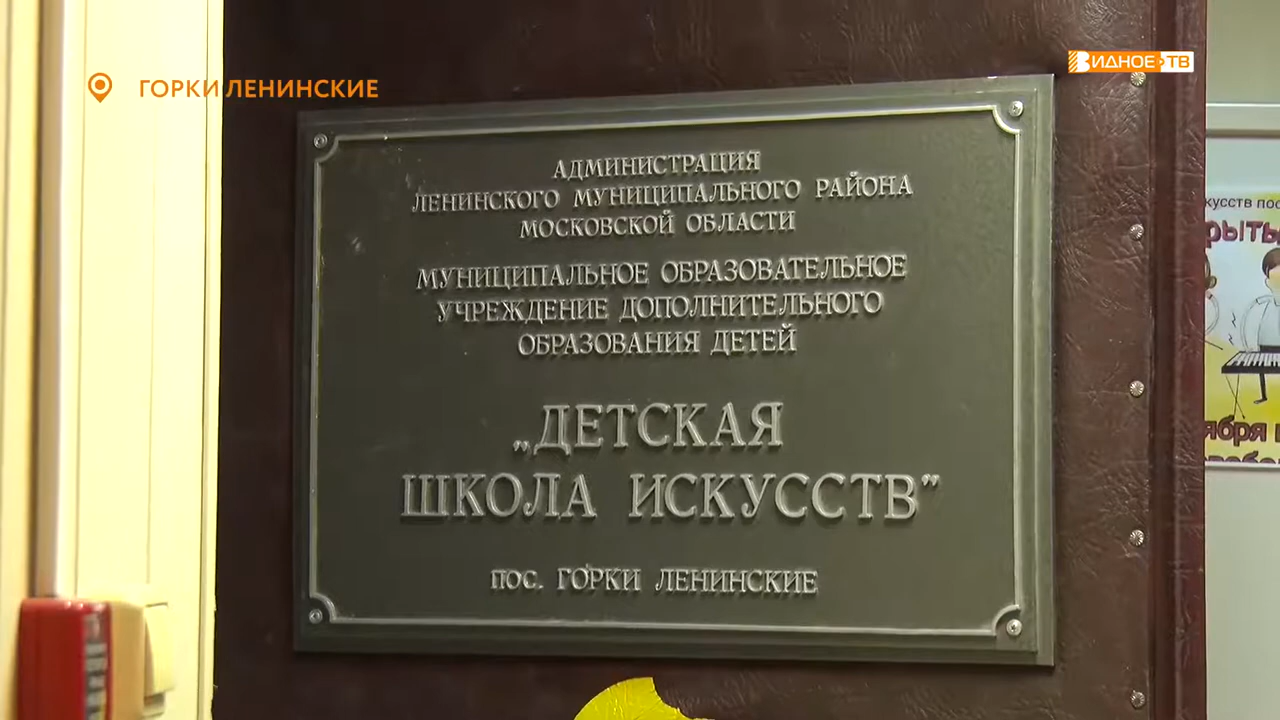 ГОРКИ ЛЕНИНСКИЕ
ВИДНОЕ ТВ
АДМИНИСТРАЦИЯ
ЛЕНИНСКОГО МУНИЦИПАЛЬНОГО РАЙОНА
МОСКОВСКОЙ ОБЛАСТИ
МУНИЦИПАЛЬНОЕ ОБРАЗОВАТЕЛЬНОЕ
УЧРЕЖДЕНИЕ ДОПОЛНИТЕЛЬНОГО
ОБРАЗОВАНИЯ ДЕТЕЙ
„ДЕТСКАЯ
ШКОЛА ИСКУССТВ”
ПОС. ГОРКИ ЛЕНИНСКИЕ